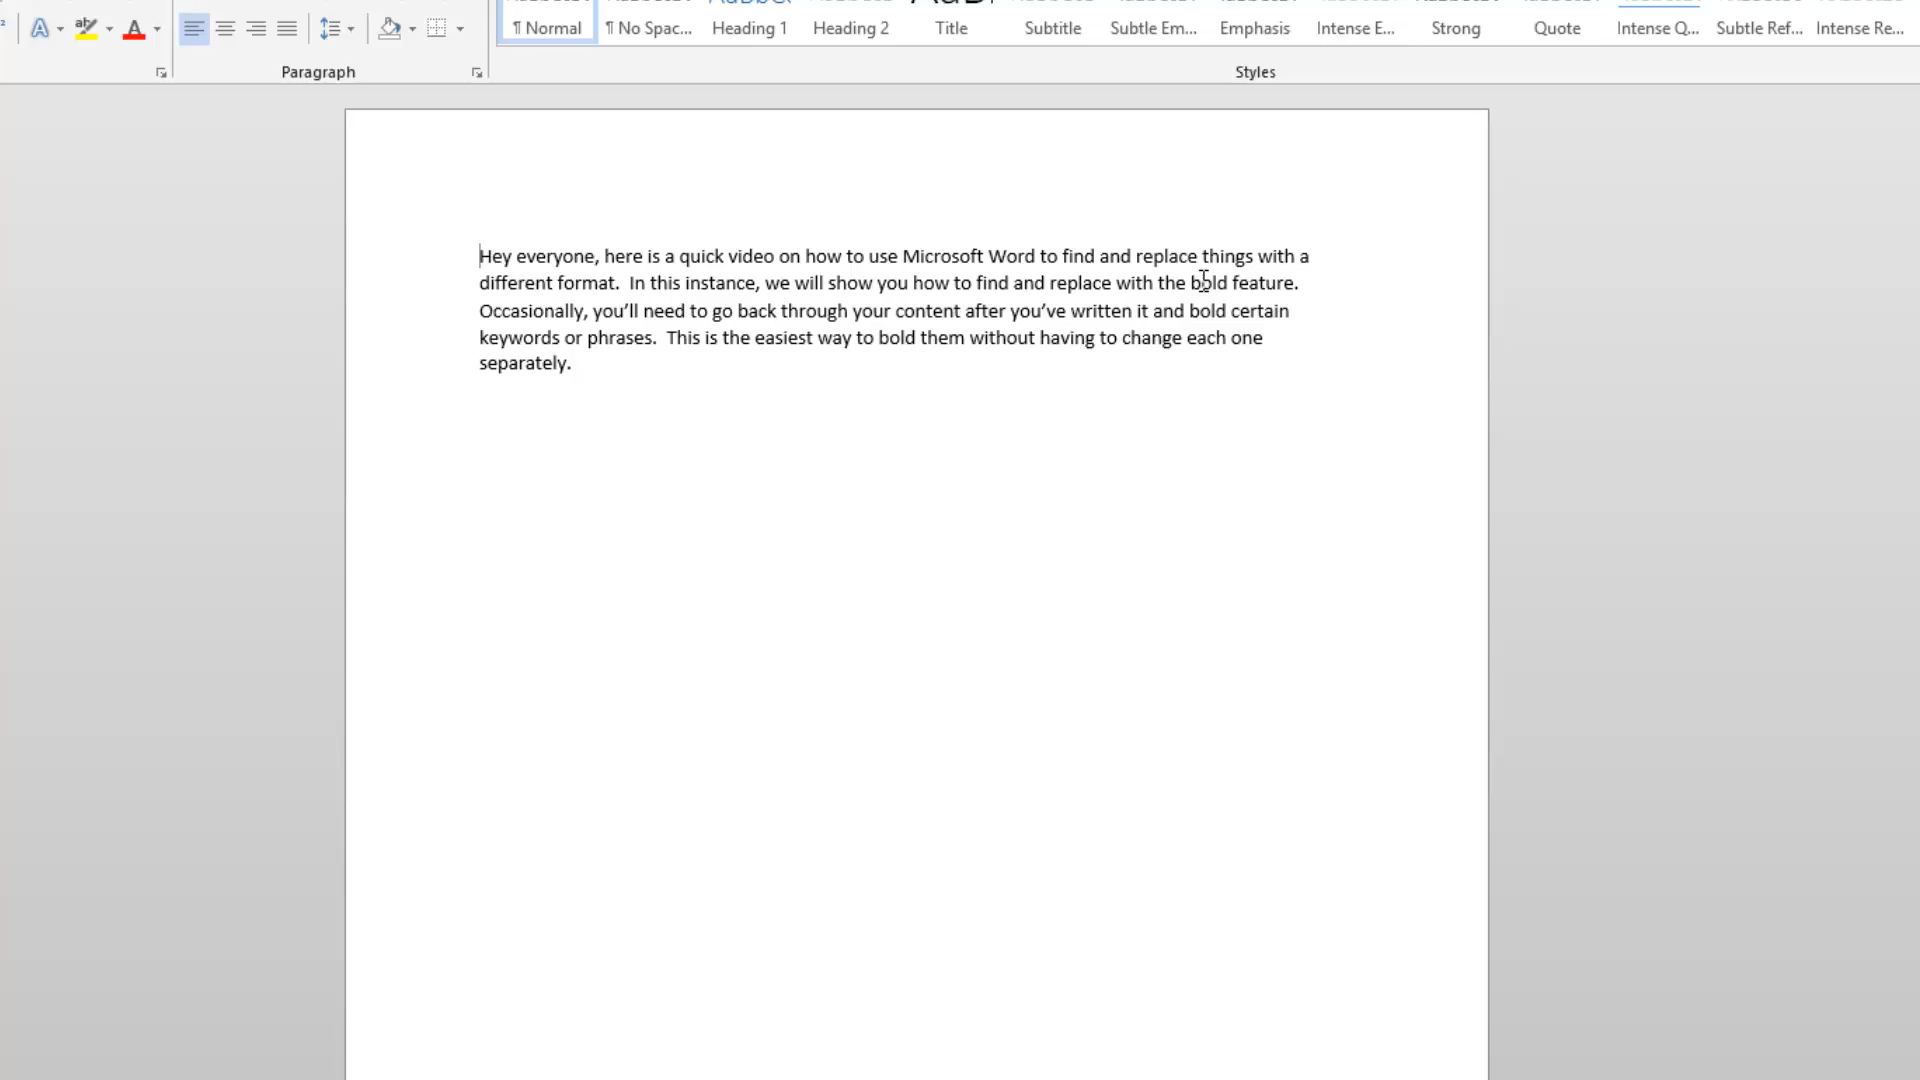 ¶ Normal ¶ No Spac... Heading 1 Heading 2 Title Subtitle Subtle Em... Emphasis Intense E... Strong Quote Intense Q... Subtle Ref... Intense Re...
Paragraph Styles
Hey everyone, here is a quick video on how to use Microsoft Word to find and replace things with a
different format.  In this instance, we will show you how to find and replace with the bold feature.
Occasionally, you’ll need to go back through your content after you’ve written it and bold certain
keywords or phrases.  This is the easiest way to bold them without having to change each one
separately.